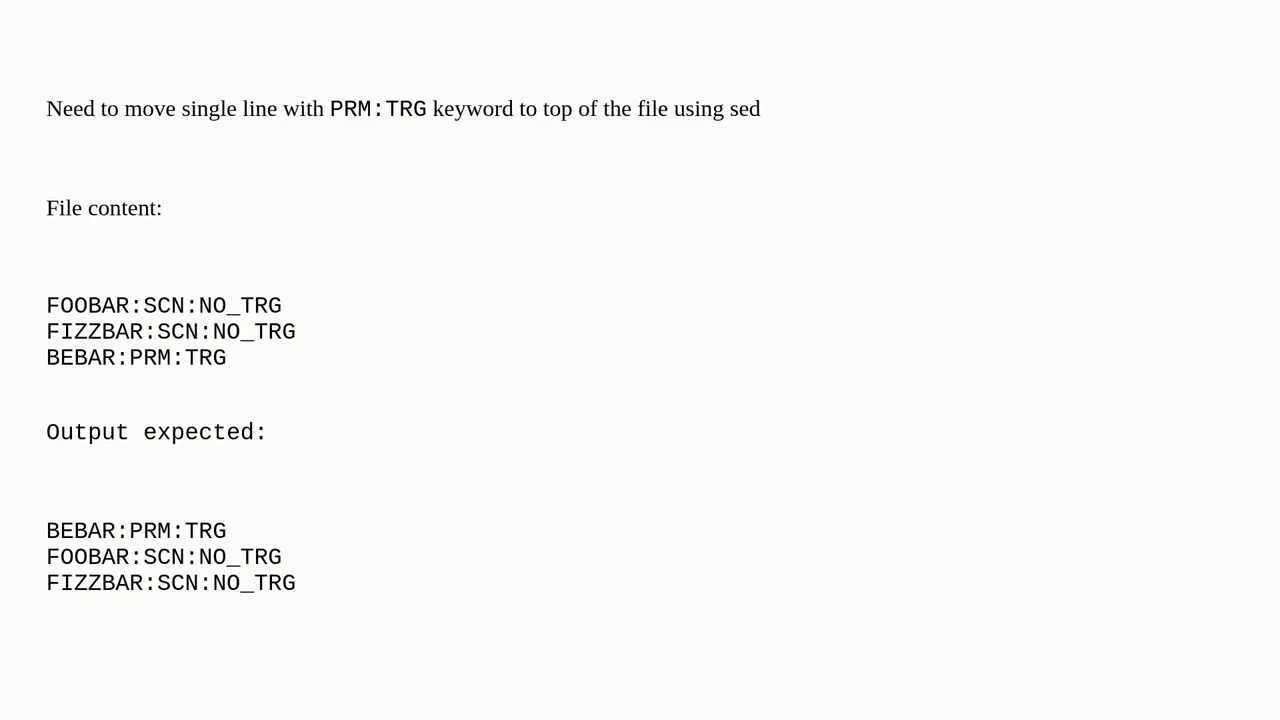 Need to move single line with PRM:TRG keyword to top of the file using sed
File content:
FOOBAR:SCN:NO_TRG
FIZZBAR:SCN:NO_TRG
BEBAR:PRM:TRG
Output expected:
BEBAR:PRM:TRG
FOOBAR:SCN:NO_TRG
FIZZBAR:SCN:NO_TRG